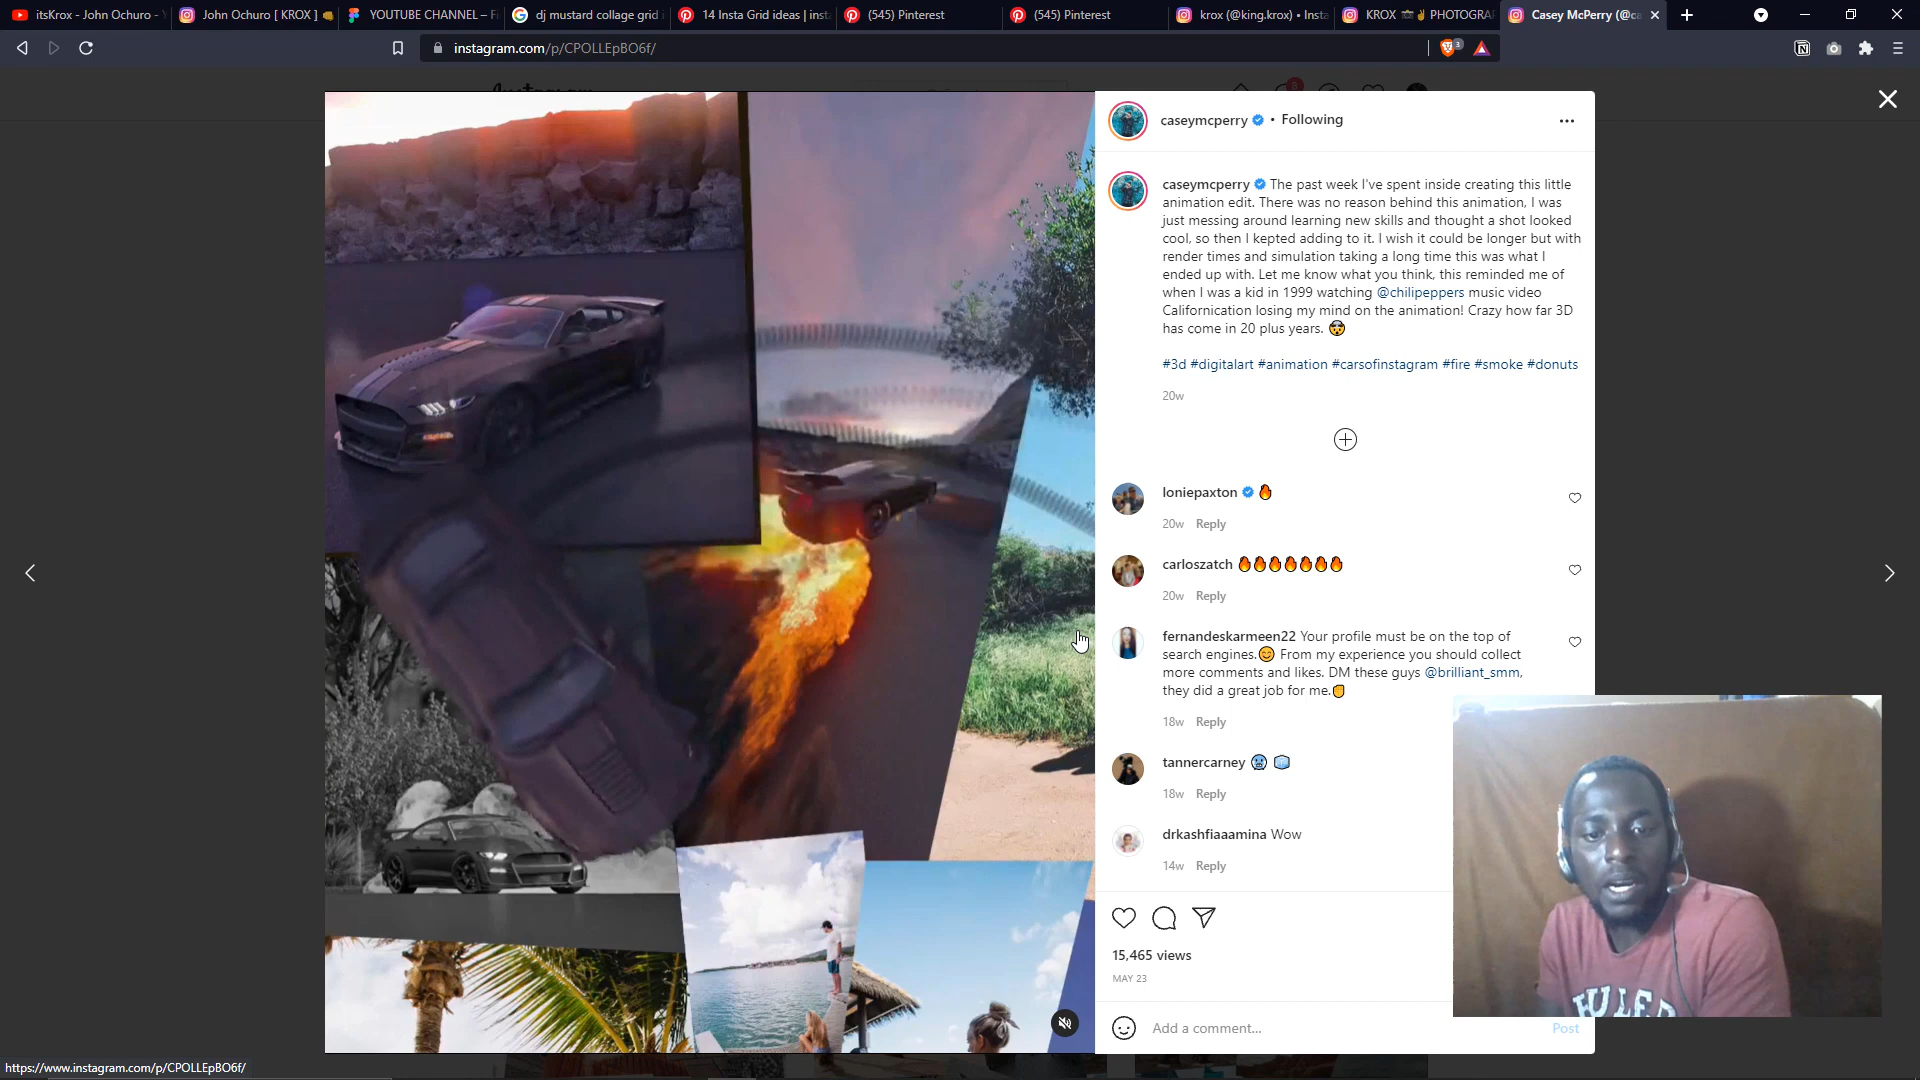 itsKrox - John Ochuro -
John Ochuro [ KROX ]
YOUTUBE CHANNEL – F
dj mustard collage grid
14 Insta Grid ideas | inst
(545) Pinterest
(545) Pinterest
krox (@king.krox) • Insta
KROX 📷✌ PHOTOGRA
Casey McPerry (@ca
instagram.com/p/CPOLLEpBO6f/
3
caseymcperry • Following
caseymcperry The past week I've spent inside creating this little
animation edit. There was no reason behind this animation, I was
just messing around learning new skills and thought a shot looked
cool, so then I kepted adding to it. I wish it could be longer but with
render times and simulation taking a long time this was what I
ended up with. Let me know what you think, this reminded me of
when I was a kid in 1999 watching @chilipeppers music video
Californication losing my mind on the animation! Crazy how far 3D
has come in 20 plus years. 🤯
#3d #digitalart #animation #carsofinstagram #fire #smoke #donuts
20w
loniepaxton 🔥
20w Reply
carloszatch 🔥🔥🔥🔥🔥🔥🔥
20w Reply
fernandeskarmeen22 Your profile must be on the top of
search engines.😊 From my experience you should collect
more comments and likes. DM these guys @brilliant_smm,
they did a great job for me.✊
18w Reply
tannercarney 🥶 🧊
18w Reply
drkashfiaaamina Wow
14w Reply
15,465 views
MAY 23
Add a comment...
Post
https://www.instagram.com/p/CPOLLEpBO6f/